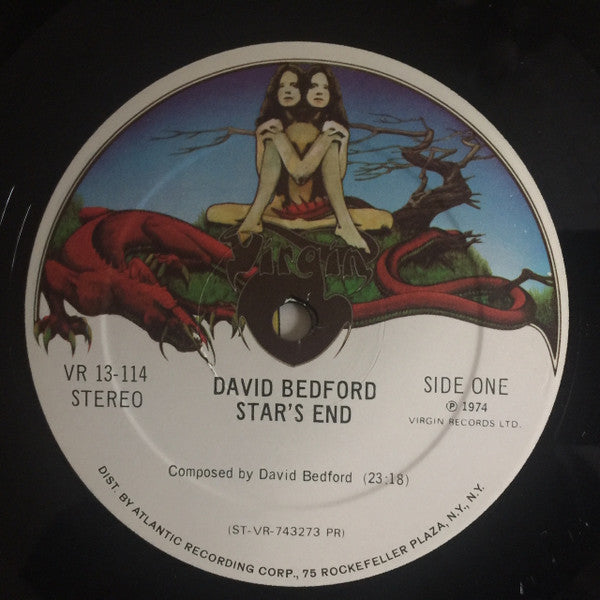 Virgin
VR 13-114
STEREO
DAVID BEDFORD
STAR'S END
SIDE ONE
℗ 1974
VIRGIN RECORDS LTD.
Composed by David Bedford (23:18)
(ST-VR-743273 PR)
DIST. BY ATLANTIC RECORDING CORP., 75 ROCKEFELLER PLAZA, N.Y., N.Y.